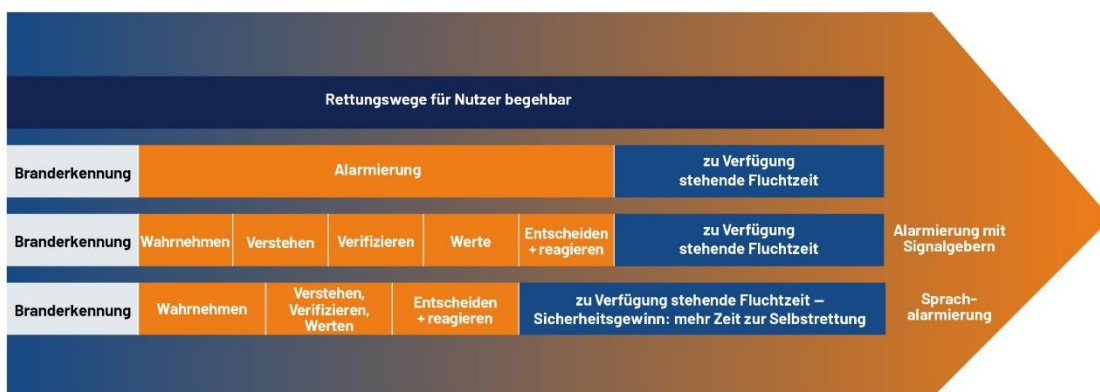 Rettungswege für Nutzer begehbar
Branderkennung
Alarmierung
zu Verfügung
stehende Fluchtzeit
Branderkennung
Wahrnehmen
Verstehen
Verifizieren
Werte
Entscheiden
+ reagieren
zu Verfügung
stehende Fluchtzeit
Alarmierung mit
Signalgebern
Branderkennung
Wahrnehmen
Verstehen,
Verifizieren,
Werten
Entscheiden
+ reagieren
zu Verfügung stehende Fluchtzeit –
Sicherheitsgewinn: mehr Zeit zur Selbstrettung
Sprach-
alarmierung